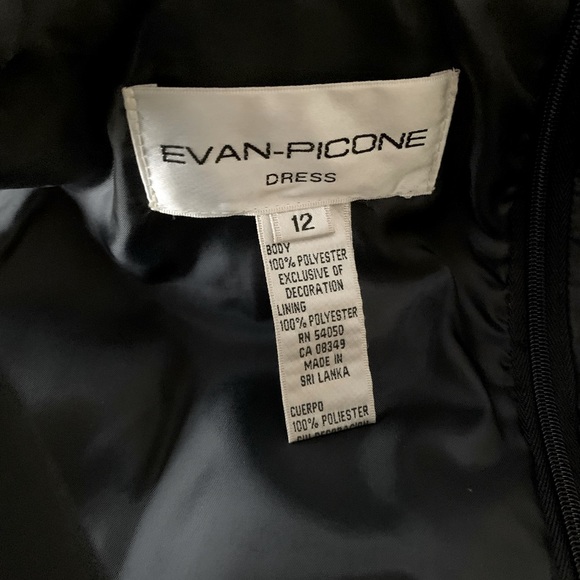 EVAN-PICONE
DRESS
12
BODY
100% POLYESTER
EXCLUSIVE OF
DECORATION
LINING
100% POLYESTER
RN 54050
CA 08349
MADE IN
SRI LANKA
CUERPO
100% POLIESTER